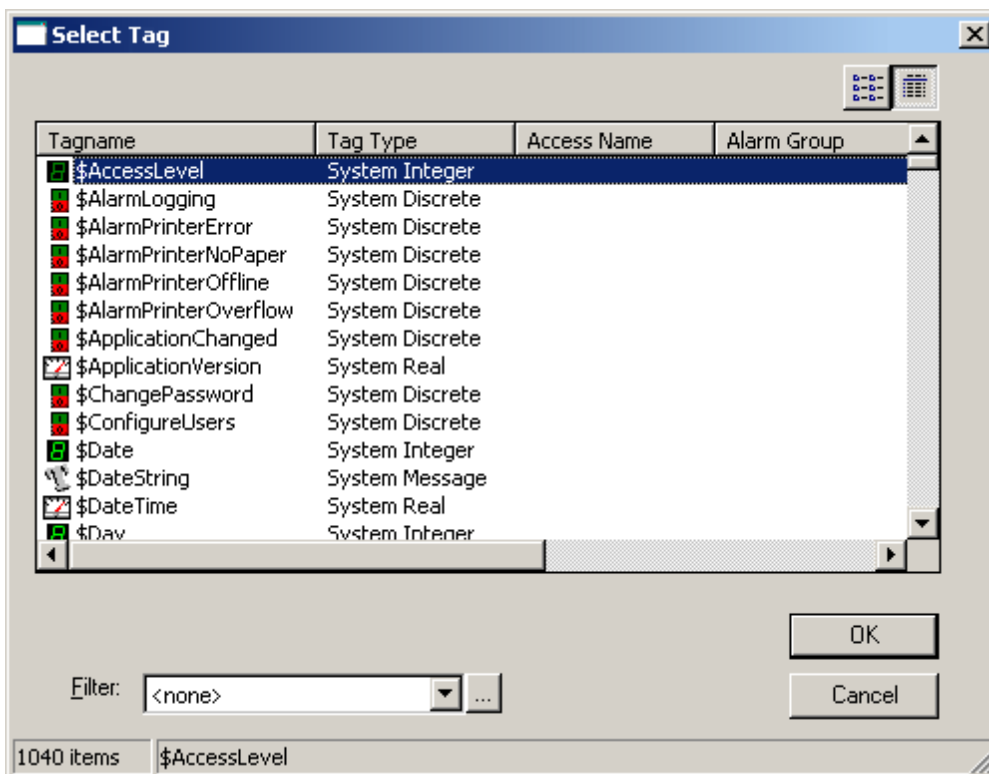 Select Tag
Tagname Tag Type Access Name Alarm Group
$AccessLevel System Integer
$AlarmLogging System Discrete
$AlarmPrinterError System Discrete
$AlarmPrinterNoPaper System Discrete
$AlarmPrinterOffline System Discrete
$AlarmPrinterOverflow System Discrete
$ApplicationChanged System Discrete
$ApplicationVersion System Real
$ChangePassword System Discrete
$ConfigureUsers System Discrete
$Date System Integer
$DateString System Message
$DateTime System Real
$Day System Integer
OK
Filter: <none> ...
Cancel
1040 items $AccessLevel